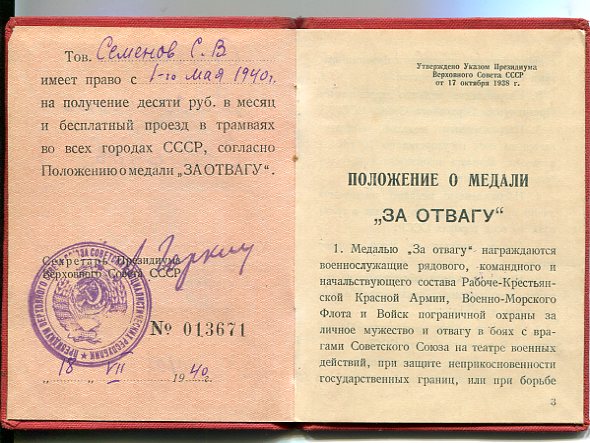 Тов. Семенов С. В
имеет право с 1-го мая 1940г.
на получение десяти руб. в месяц
и бесплатный проезд в трамваях
во всех городах СССР, согласно
Положению о медали „ЗА ОТВАГУ“.
Секретарь Президиума
Верховного Совета СССР
№ 013671
„ 18 „ VII 1940г.
Утверждено Указом Президиума
Верховного Совета СССР
от 17 октября 1938 г.
ПОЛОЖЕНИЕ О МЕДАЛИ
„ЗА ОТВАГУ“
1. Медалью „За отвагу“ награждаются
военнослужащие рядового, командного и
начальствующего состава Рабоче-Крестьян-
ской Красной Армии, Военно-Морского
Флота и Войск пограничной охраны за
личное мужество и отвагу в боях с вра-
гами Советского Союза на театре военных
действий, при защите неприкосновенности
государственных границ, или при борьбе
3